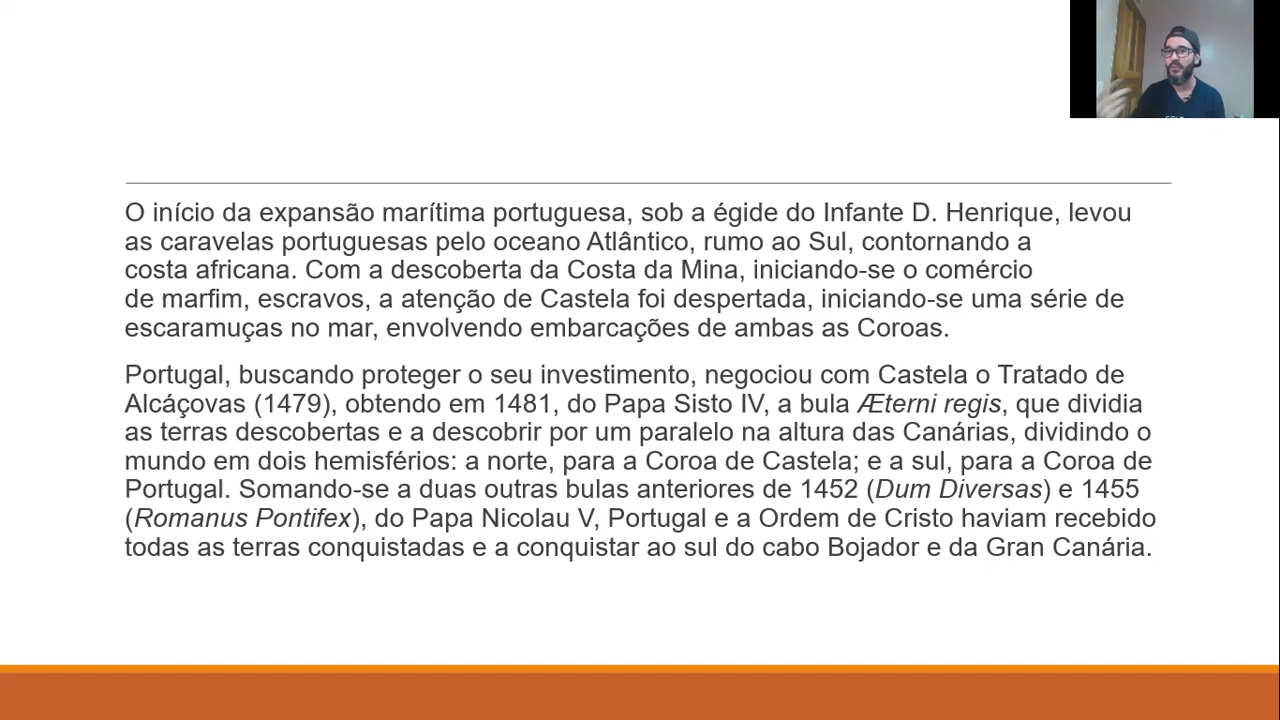 O início da expansão marítima portuguesa, sob a égide do Infante D. Henrique, levou
as caravelas portuguesas pelo oceano Atlântico, rumo ao Sul, contornando a
costa africana. Com a descoberta da Costa da Mina, iniciando-se o comércio
de marfim, escravos, a atenção de Castela foi despertada, iniciando-se uma série de
escaramuças no mar, envolvendo embarcações de ambas as Coroas.
Portugal, buscando proteger o seu investimento, negociou com Castela o Tratado de
Alcáçovas (1479), obtendo em 1481, do Papa Sisto IV, a bula Æterni regis, que dividia
as terras descobertas e a descobrir por um paralelo na altura das Canárias, dividindo o
mundo em dois hemisférios: a norte, para a Coroa de Castela; e a sul, para a Coroa de
Portugal. Somando-se a duas outras bulas anteriores de 1452 (Dum Diversas) e 1455
(Romanus Pontifex), do Papa Nicolau V, Portugal e a Ordem de Cristo haviam recebido
todas as terras conquistadas e a conquistar ao sul do cabo Bojador e da Gran Canária.